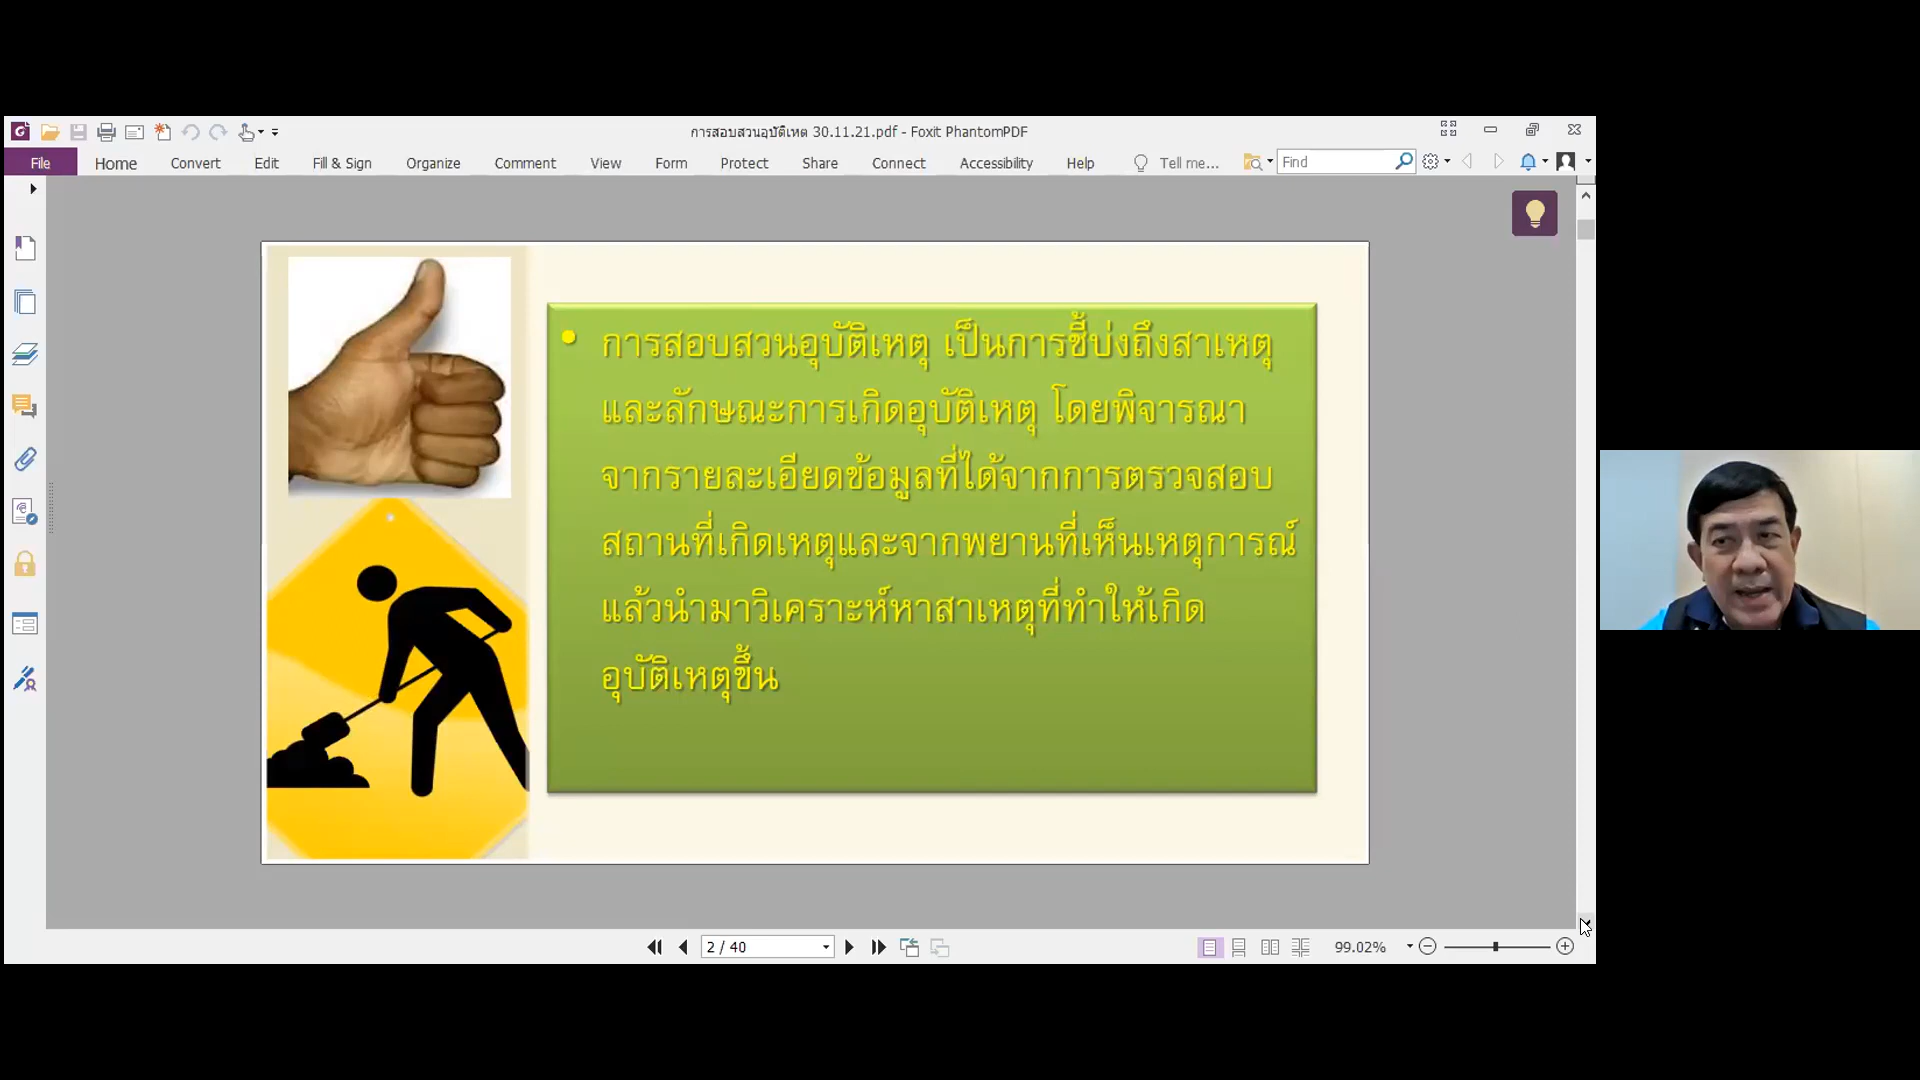 การสอบสวนอุบัติเหต 30.11.21.pdf - Foxit PhantomPDF
File Home Convert Edit Fill & Sign Organize Comment View Form Protect Share Connect Accessibility Help Tell me... Find
• การสอบสวนอุบัติเหตุ เป็นการชี้บ่งถึงสาเหตุ
และลักษณะการเกิดอุบัติเหตุ โดยพิจารณา
จากรายละเอียดข้อมูลที่ได้จากการตรวจสอบ
สถานที่เกิดเหตุและจากพยานที่เห็นเหตุการณ์
แล้วนำมาวิเคราะห์หาสาเหตุที่ทำให้เกิด
อุบัติเหตุขึ้น
2 / 40 99.02%